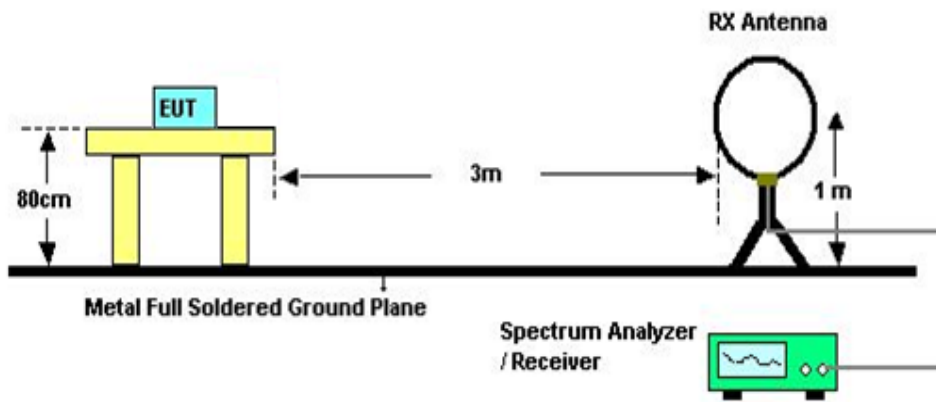 RX Antenna
EUT
3m
80cm
1 m
Metal Full Soldered Ground Plane
Spectrum Analyzer
/ Receiver